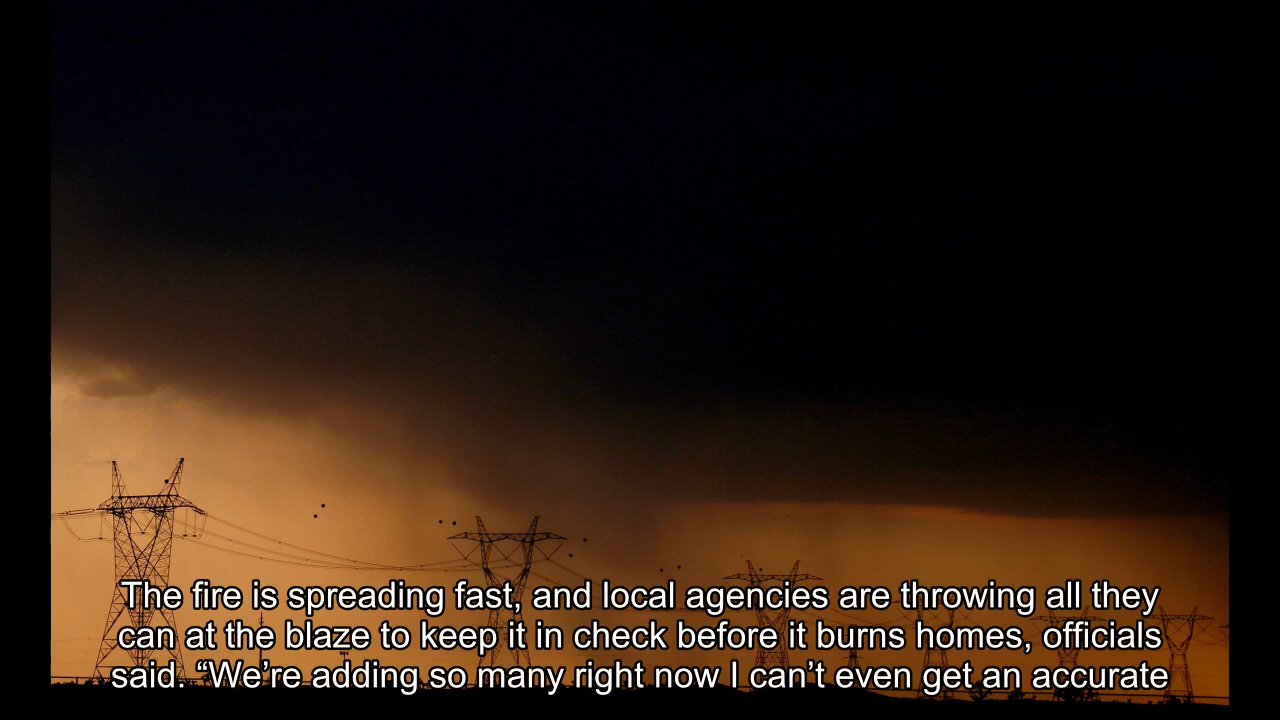 The fire is spreading fast, and local agencies are throwing all they
can at the blaze to keep it in check before it burns homes, officials
said. “We’re adding so many right now I can’t even get an accurate